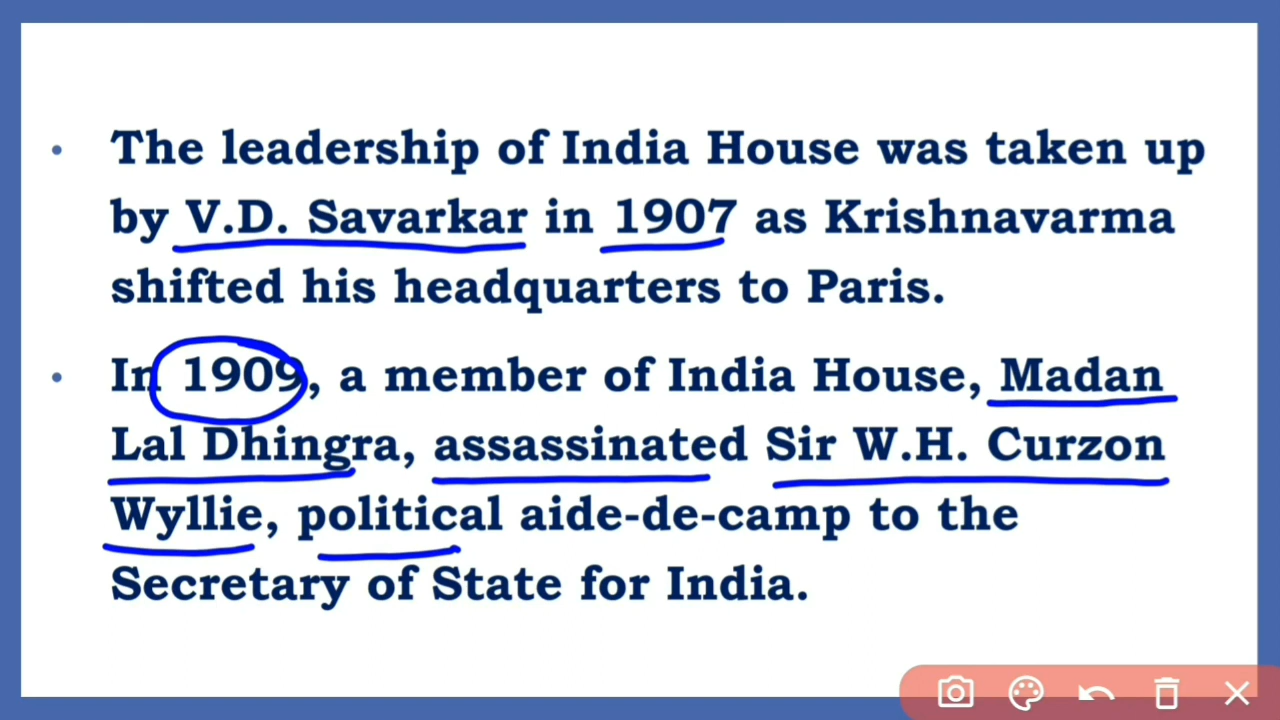 • The leadership of India House was taken up
by V.D. Savarkar in 1907 as Krishnavarma
shifted his headquarters to Paris.
• In 1909, a member of India House, Madan
Lal Dhingra, assassinated Sir W.H. Curzon
Wyllie, political aide-de-camp to the
Secretary of State for India.